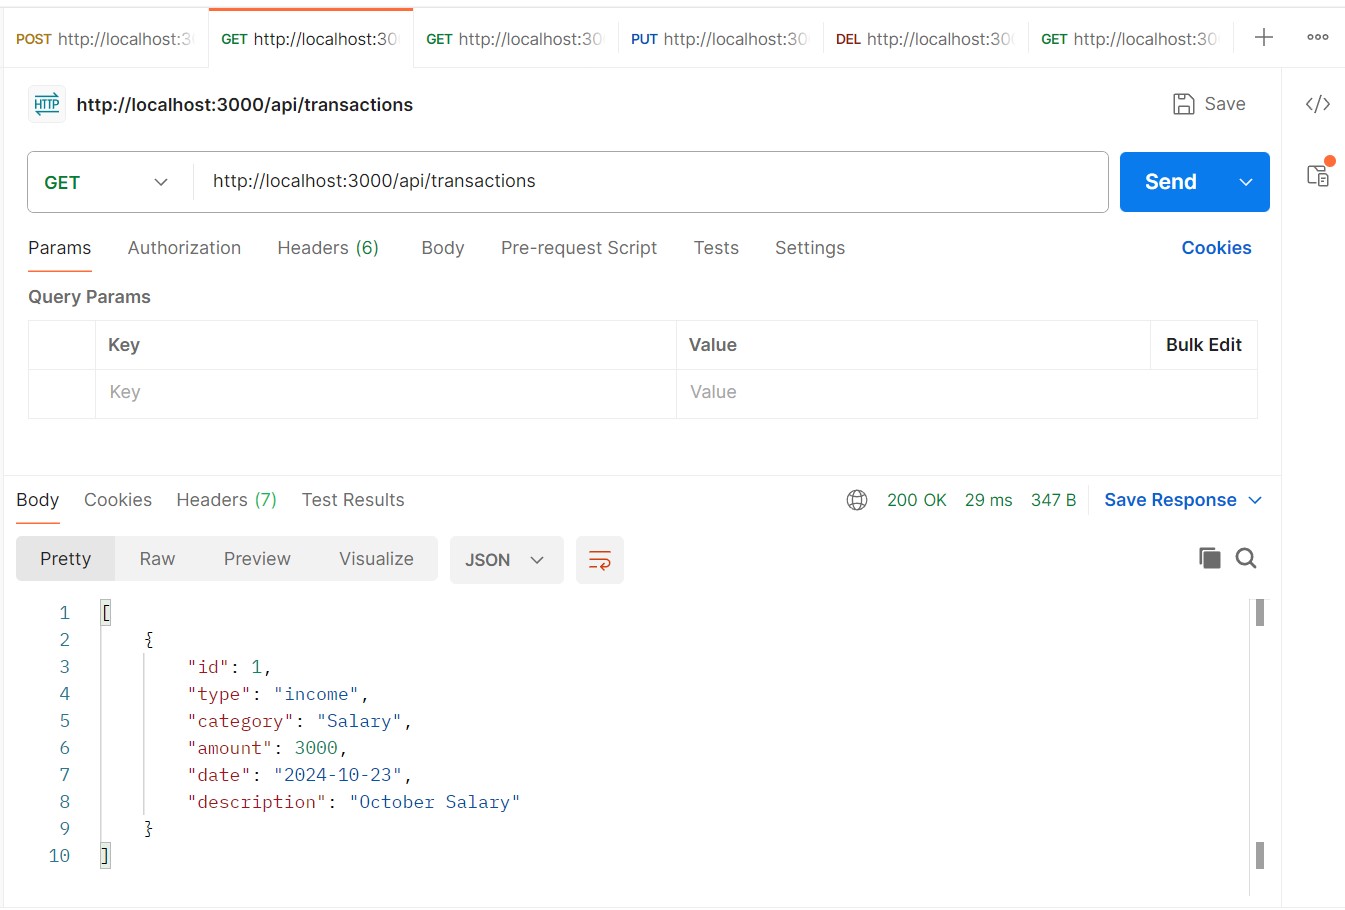 POST http://localhost:3 GET http://localhost:30 GET http://localhost:30 PUT http://localhost:30 DEL http://localhost:30 GET http://localhost:30
HTTP http://localhost:3000/api/transactions Save
GET http://localhost:3000/api/transactions Send
Params Authorization Headers (6) Body Pre-request Script Tests Settings Cookies
Query Params
Key Value Bulk Edit
Key Value
Body Cookies Headers (7) Test Results 200 OK 29 ms 347 B Save Response
Pretty Raw Preview Visualize JSON
1 [
2 {
3 "id": 1,
4 "type": "income",
5 "category": "Salary",
6 "amount": 3000,
7 "date": "2024-10-23",
8 "description": "October Salary"
9 }
10 ]